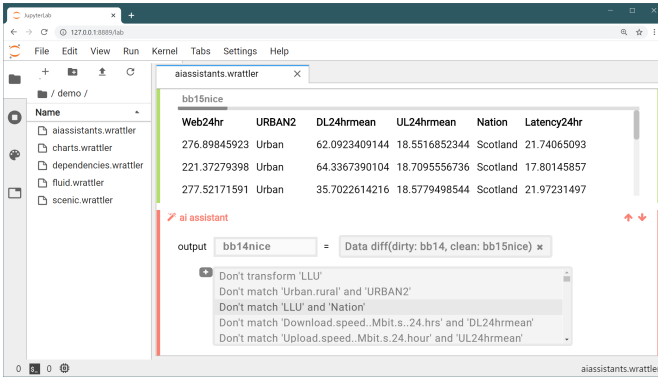 JupyterLab
127.0.0.1:8889/lab
File Edit View Run Kernel Tabs Settings Help
/ demo /
Name
aiassistants.wrattler
charts.wrattler
dependencies.wrattler
fluid.wrattler
scenic.wrattler
aiassistants.wrattler
bb15nice
Web24hr URBAN2 DL24hrmean UL24hrmean Nation Latency24hr
276.89845923 Urban 62.0923409144 18.5516852344 Scotland 21.74065093
221.37279398 Urban 64.3367390104 18.7095556736 Scotland 17.80145857
277.52171591 Urban 35.7022614216 18.5779498544 Scotland 21.97231497
ai assistant
output bb14nice = Data diff(dirty: bb14, clean: bb15nice) ×
Don't transform 'LLU'
Don't match 'Urban.rural' and 'URBAN2'
Don't match 'LLU' and 'Nation'
Don't match 'Download.speed..Mbit.s..24.hrs' and 'DL24hrmean'
Don't match 'Upload.speed..Mbit.s..24.hour' and 'UL24hrmean'
0 $_ 0 aiassistants.wrattle